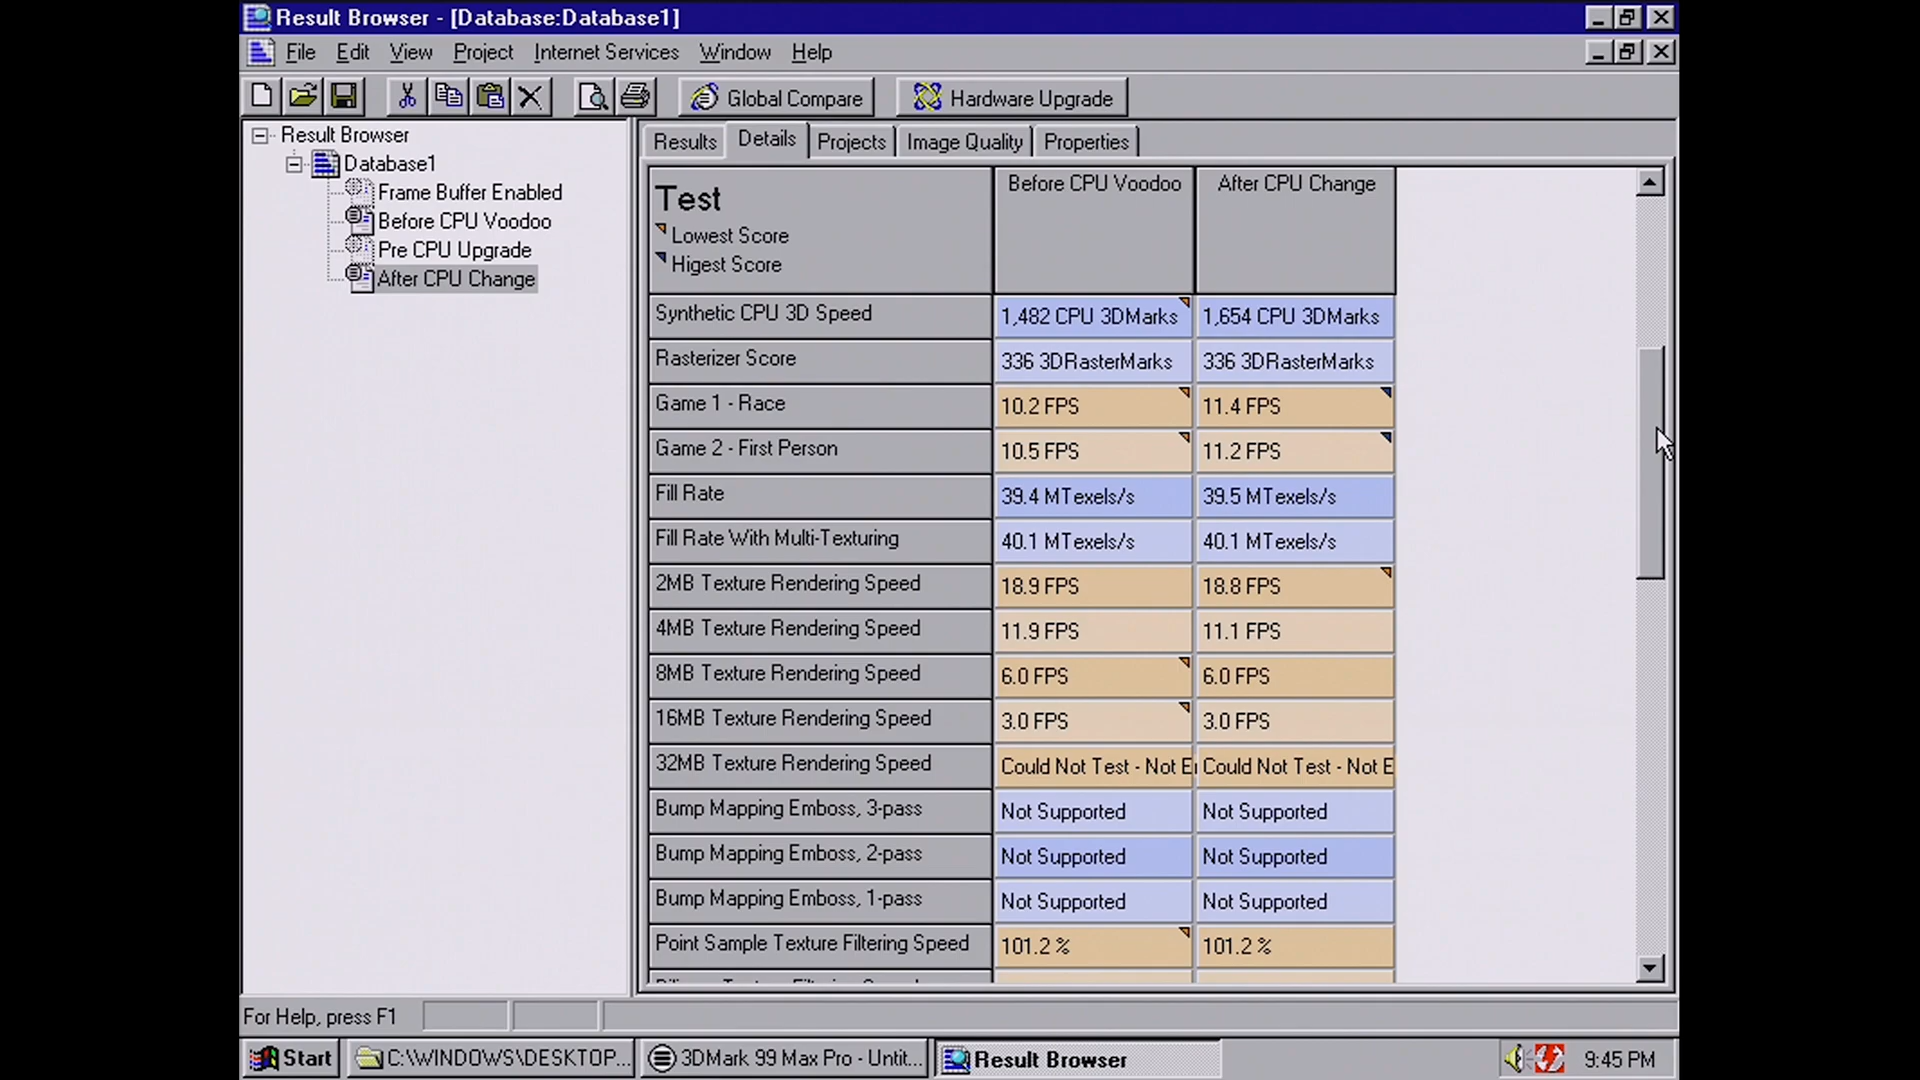 Result Browser - [Database:Database1]
File Edit View Project Internet Services Window Help
Global Compare Hardware Upgrade
Result Browser
Database1
Frame Buffer Enabled
Before CPU Voodoo
Pre CPU Upgrade
After CPU Change
Results Details Projects Image Quality Properties
Test Before CPU Voodoo After CPU Change
Lowest Score
Higest Score
Synthetic CPU 3D Speed 1,482 CPU 3DMarks 1,654 CPU 3DMarks
Rasterizer Score 336 3DRasterMarks 336 3DRasterMarks
Game 1 - Race 10.2 FPS 11.4 FPS
Game 2 - First Person 10.5 FPS 11.2 FPS
Fill Rate 39.4 MTexels/s 39.5 MTexels/s
Fill Rate With Multi-Texturing 40.1 MTexels/s 40.1 MTexels/s
2MB Texture Rendering Speed 18.9 FPS 18.8 FPS
4MB Texture Rendering Speed 11.9 FPS 11.1 FPS
8MB Texture Rendering Speed 6.0 FPS 6.0 FPS
16MB Texture Rendering Speed 3.0 FPS 3.0 FPS
32MB Texture Rendering Speed Could Not Test - Not E Could Not Test - Not E
Bump Mapping Emboss, 3-pass Not Supported Not Supported
Bump Mapping Emboss, 2-pass Not Supported Not Supported
Bump Mapping Emboss, 1-pass Not Supported Not Supported
Point Sample Texture Filtering Speed 101.2 % 101.2 %
For Help, press F1
Start C:\WINDOWS\DESKTOP... 3DMark 99 Max Pro - Untit... Result Browser 9:45 PM